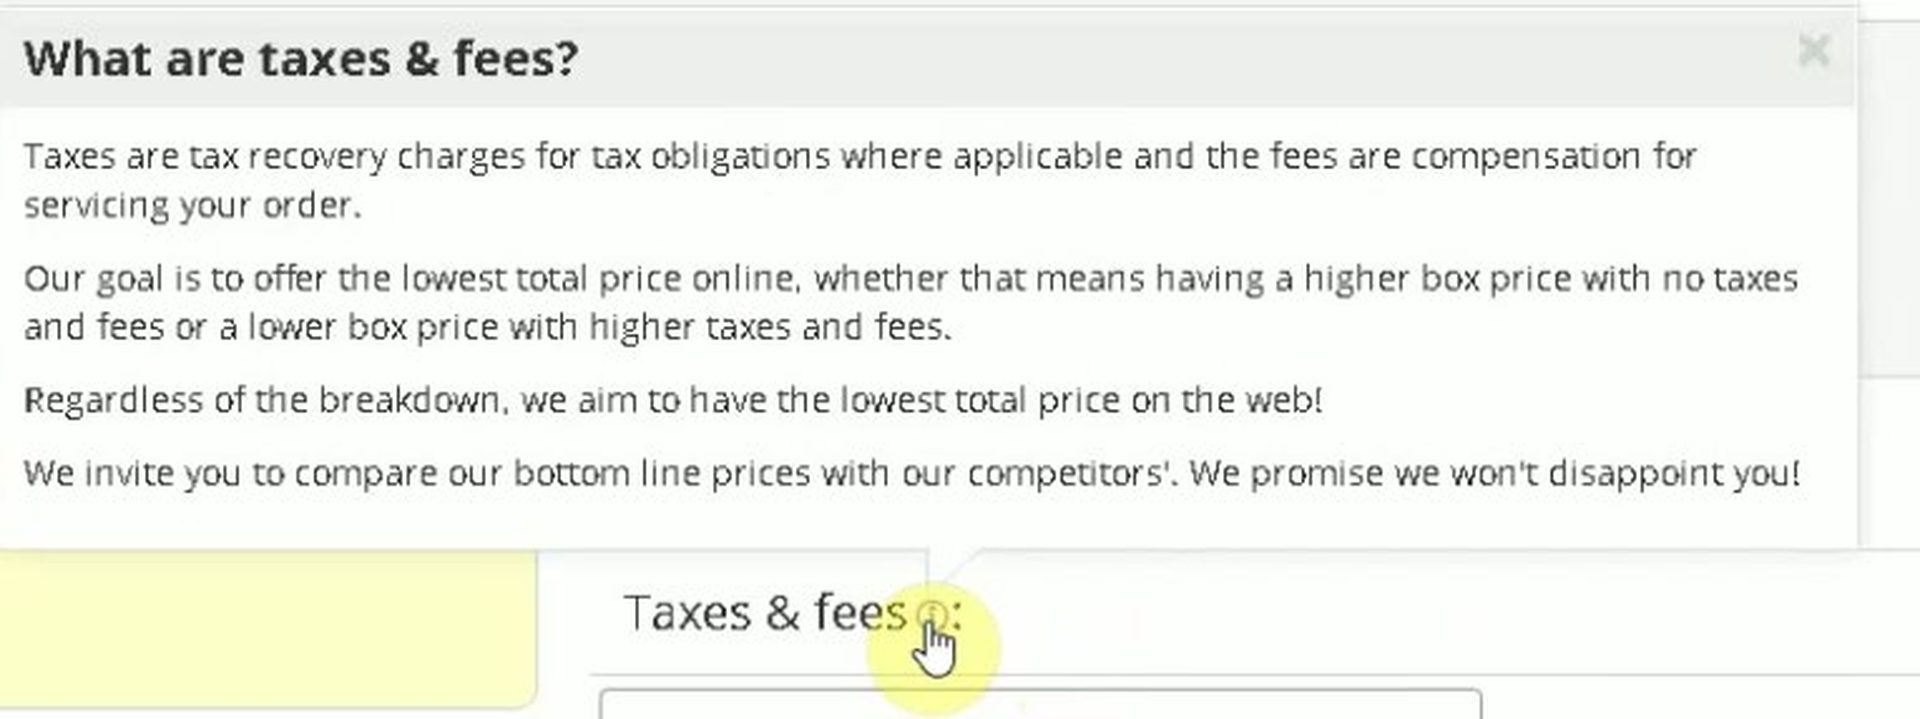 What are taxes & fees?
Taxes are tax recovery charges for tax obligations where applicable and the fees are compensation for
servicing your order.
Our goal is to offer the lowest total price online, whether that means having a higher box price with no taxes
and fees or a lower box price with higher taxes and fees.
Regardless of the breakdown, we aim to have the lowest total price on the web!
We invite you to compare our bottom line prices with our competitors'. We promise we won't disappoint you!
Taxes & fees :